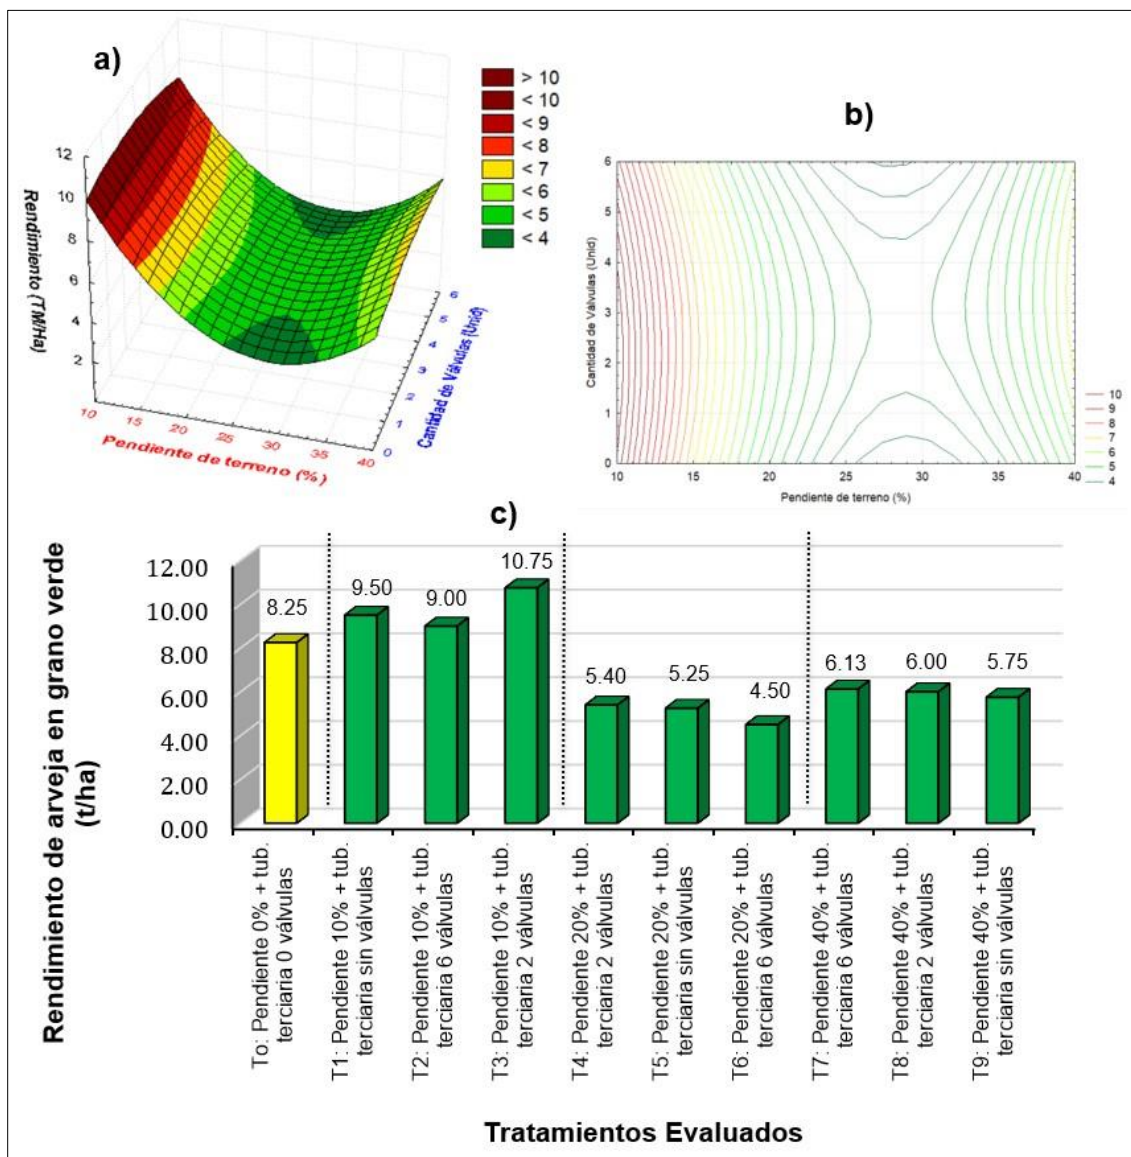 a)
> 10
< 10
< 9
< 8
< 7
< 6
< 5
< 4
12
10
8
6
4
2
Rendimiento (TM/Ha)
10
15
20
25
30
35
40
Pendiente de terreno (%)
0
1
2
3
4
5
6
Cantidad de Válvulas (Unid)
b)
6
5
4
3
2
1
0
Cantidad de Válvulas (Unid)
10
15
20
25
30
35
40
Pendiente de terreno (%)
10
9
8
7
6
5
4
c)
Rendimiento de arveja en grano verde
(t/ha)
12.00
10.00
8.00
6.00
4.00
2.00
0.00
8.25
9.50
9.00
10.75
5.40
5.25
4.50
6.13
6.00
5.75
To: Pendiente 0% + tub.
terciaria 0 válvulas
T1: Pendiente 10% + tub.
terciaria sin válvulas
T2: Pendiente 10% + tub.
terciaria 6 válvulas
T3: Pendiente 10% + tub.
terciaria 2 válvulas
T4: Pendiente 20% + tub.
terciaria 2 válvulas
T5: Pendiente 20% + tub.
terciaria sin válvulas
T6: Pendiente 20% + tub.
terciaria 6 válvulas
T7: Pendiente 40% + tub.
terciaria 6 válvulas
T8: Pendiente 40% + tub.
terciaria 2 válvulas
T9: Pendiente 40% + tub.
terciaria sin válvulas
Tratamientos Evaluados